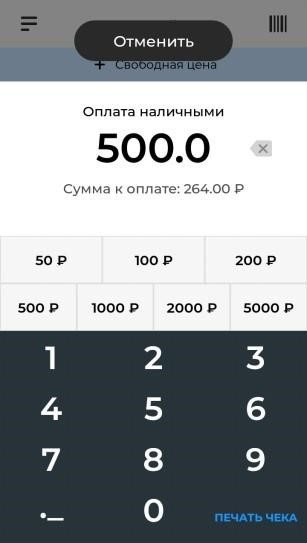 Отменить
+ Свободная цена
Оплата наличными
500.0
Сумма к оплате: 264.00 ₽
50 ₽ 100 ₽ 200 ₽
500 ₽ 1000 ₽ 2000 ₽ 5000 ₽
1 2 3
4 5 6
7 8 9
._ 0 ПЕЧАТЬ ЧЕКА